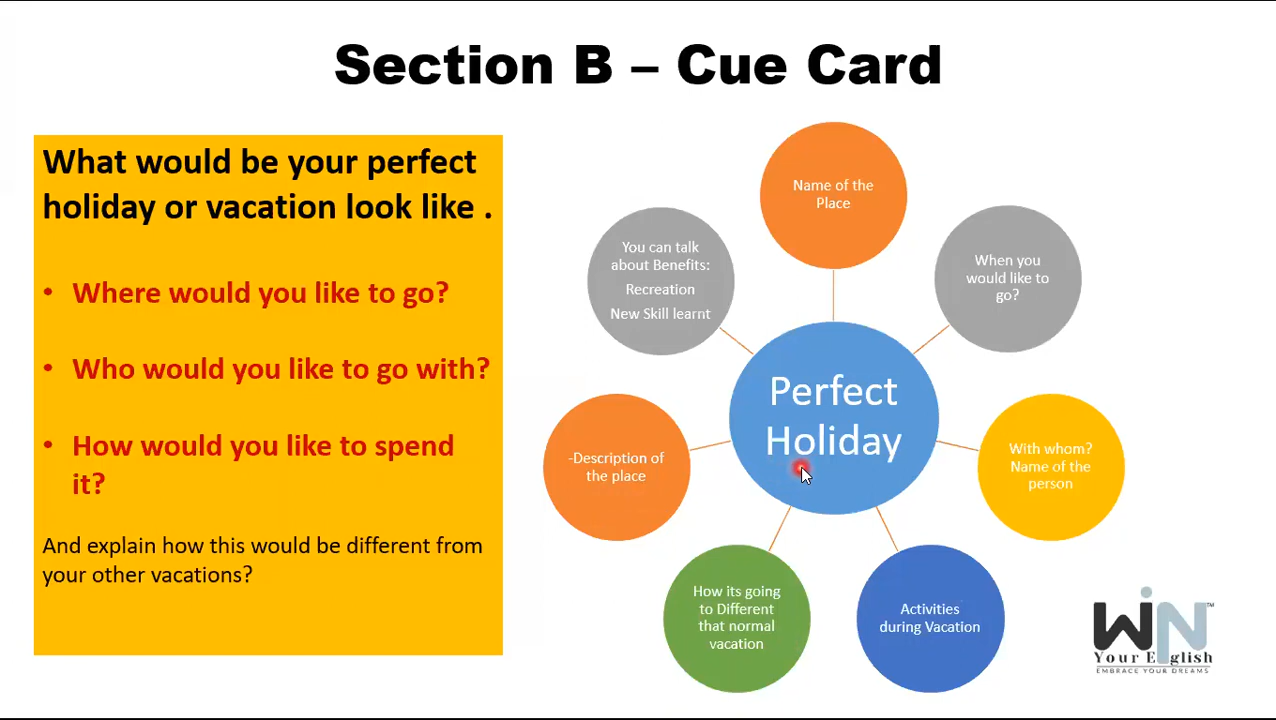 Section B – Cue Card
What would be your perfect
holiday or vacation look like .
• Where would you like to go?
• Who would you like to go with?
• How would you like to spend
it?
And explain how this would be different from
your other vacations?
Name of the
Place
When you
would like to
go?
With whom?
Name of the
person
Activities
during Vacation
How its going
to Different
that normal
vacation
-Description of
the place
You can talk
about Benefits:
Recreation
New Skill learnt
Perfect
Holiday
WiN™
Your English
EMBRACE YOUR DREAMS